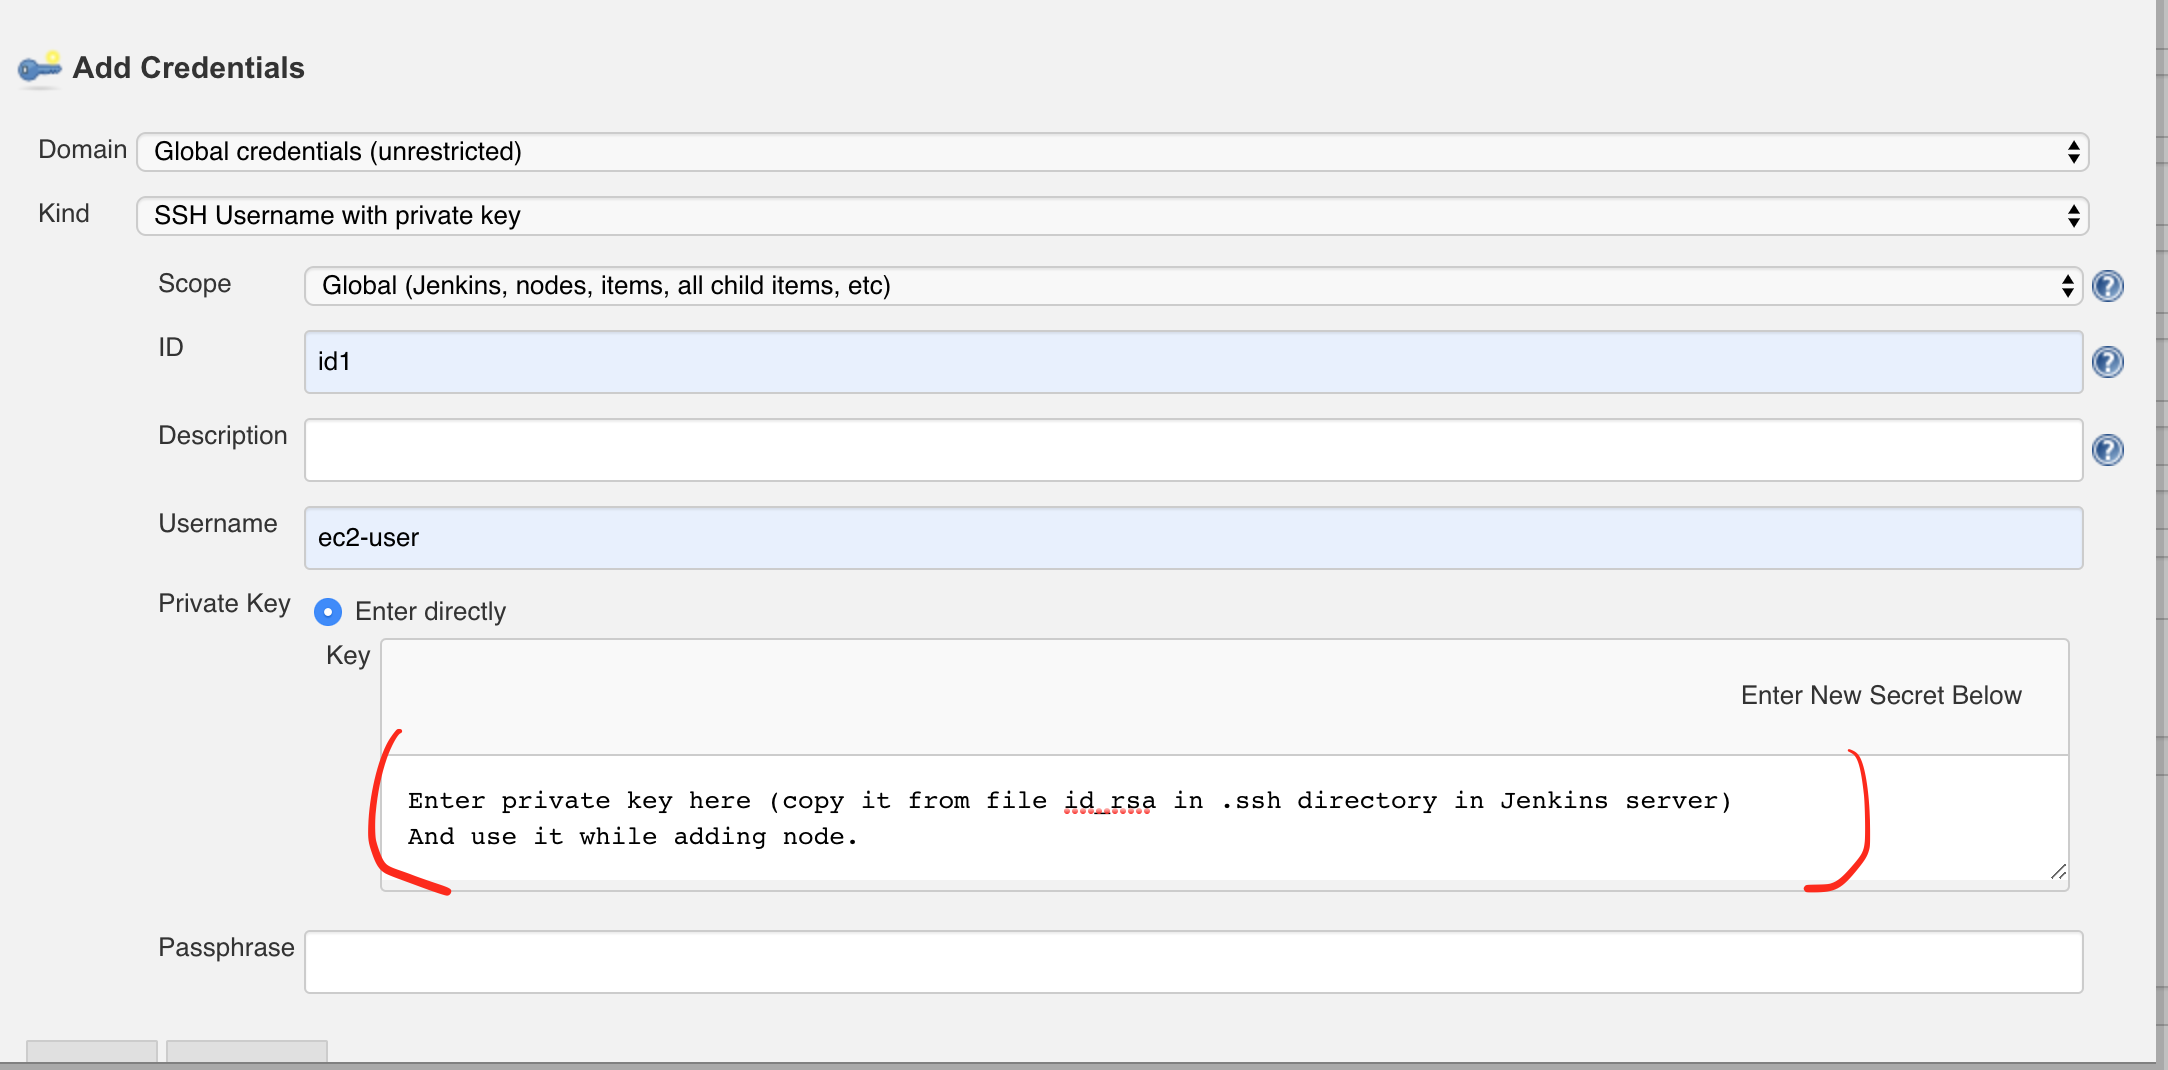 Add Credentials
Domain Global credentials (unrestricted)
Kind SSH Username with private key
Scope Global (Jenkins, nodes, items, all child items, etc)
ID id1
Description
Username ec2-user
Private Key Enter directly
Key
Enter New Secret Below
Enter private key here (copy it from file id_rsa in .ssh directory in Jenkins server)
And use it while adding node.
Passphrase